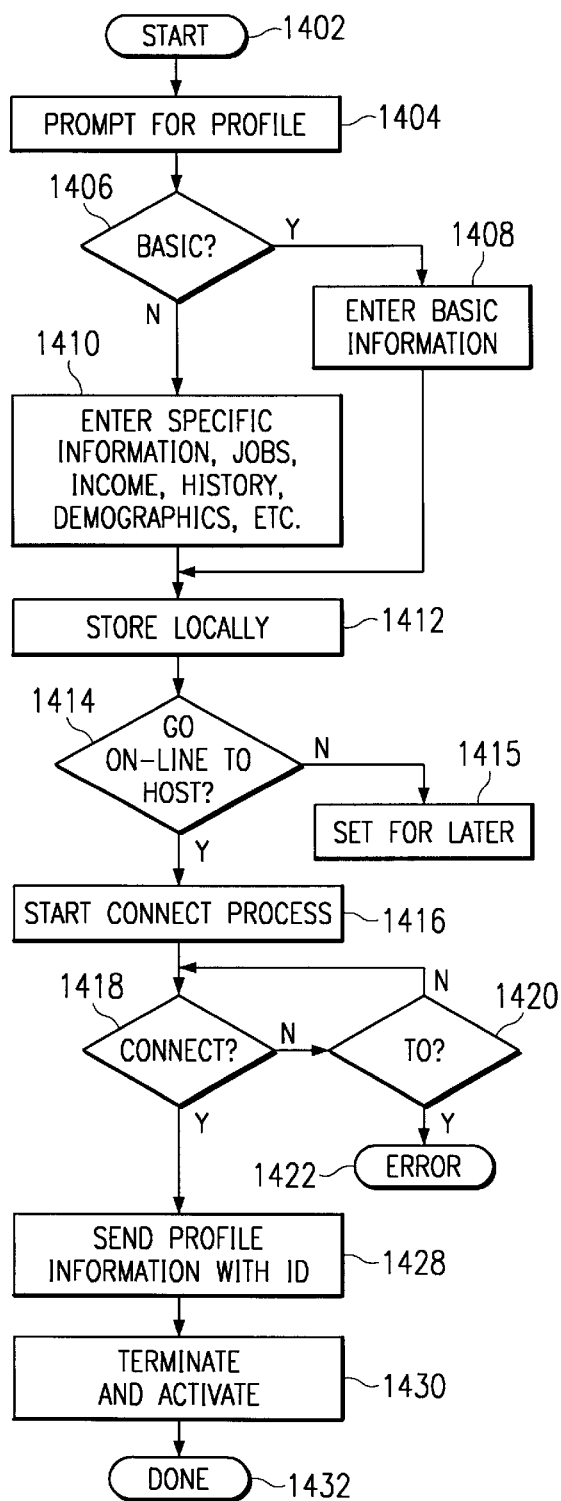 START
1402
PROMPT FOR PROFILE
1404
1406
BASIC?
Y
N
1408
ENTER BASIC
INFORMATION
1410
ENTER SPECIFIC
INFORMATION, JOBS,
INCOME, HISTORY,
DEMOGRAPHICS, ETC.
STORE LOCALLY
1412
1414
GO
ON-LINE TO
HOST?
N
Y
1415
SET FOR LATER
START CONNECT PROCESS
1416
1418
CONNECT?
N
Y
1420
TO?
N
Y
1422
ERROR
SEND PROFILE
INFORMATION WITH ID
1428
TERMINATE
AND ACTIVATE
1430
DONE
1432